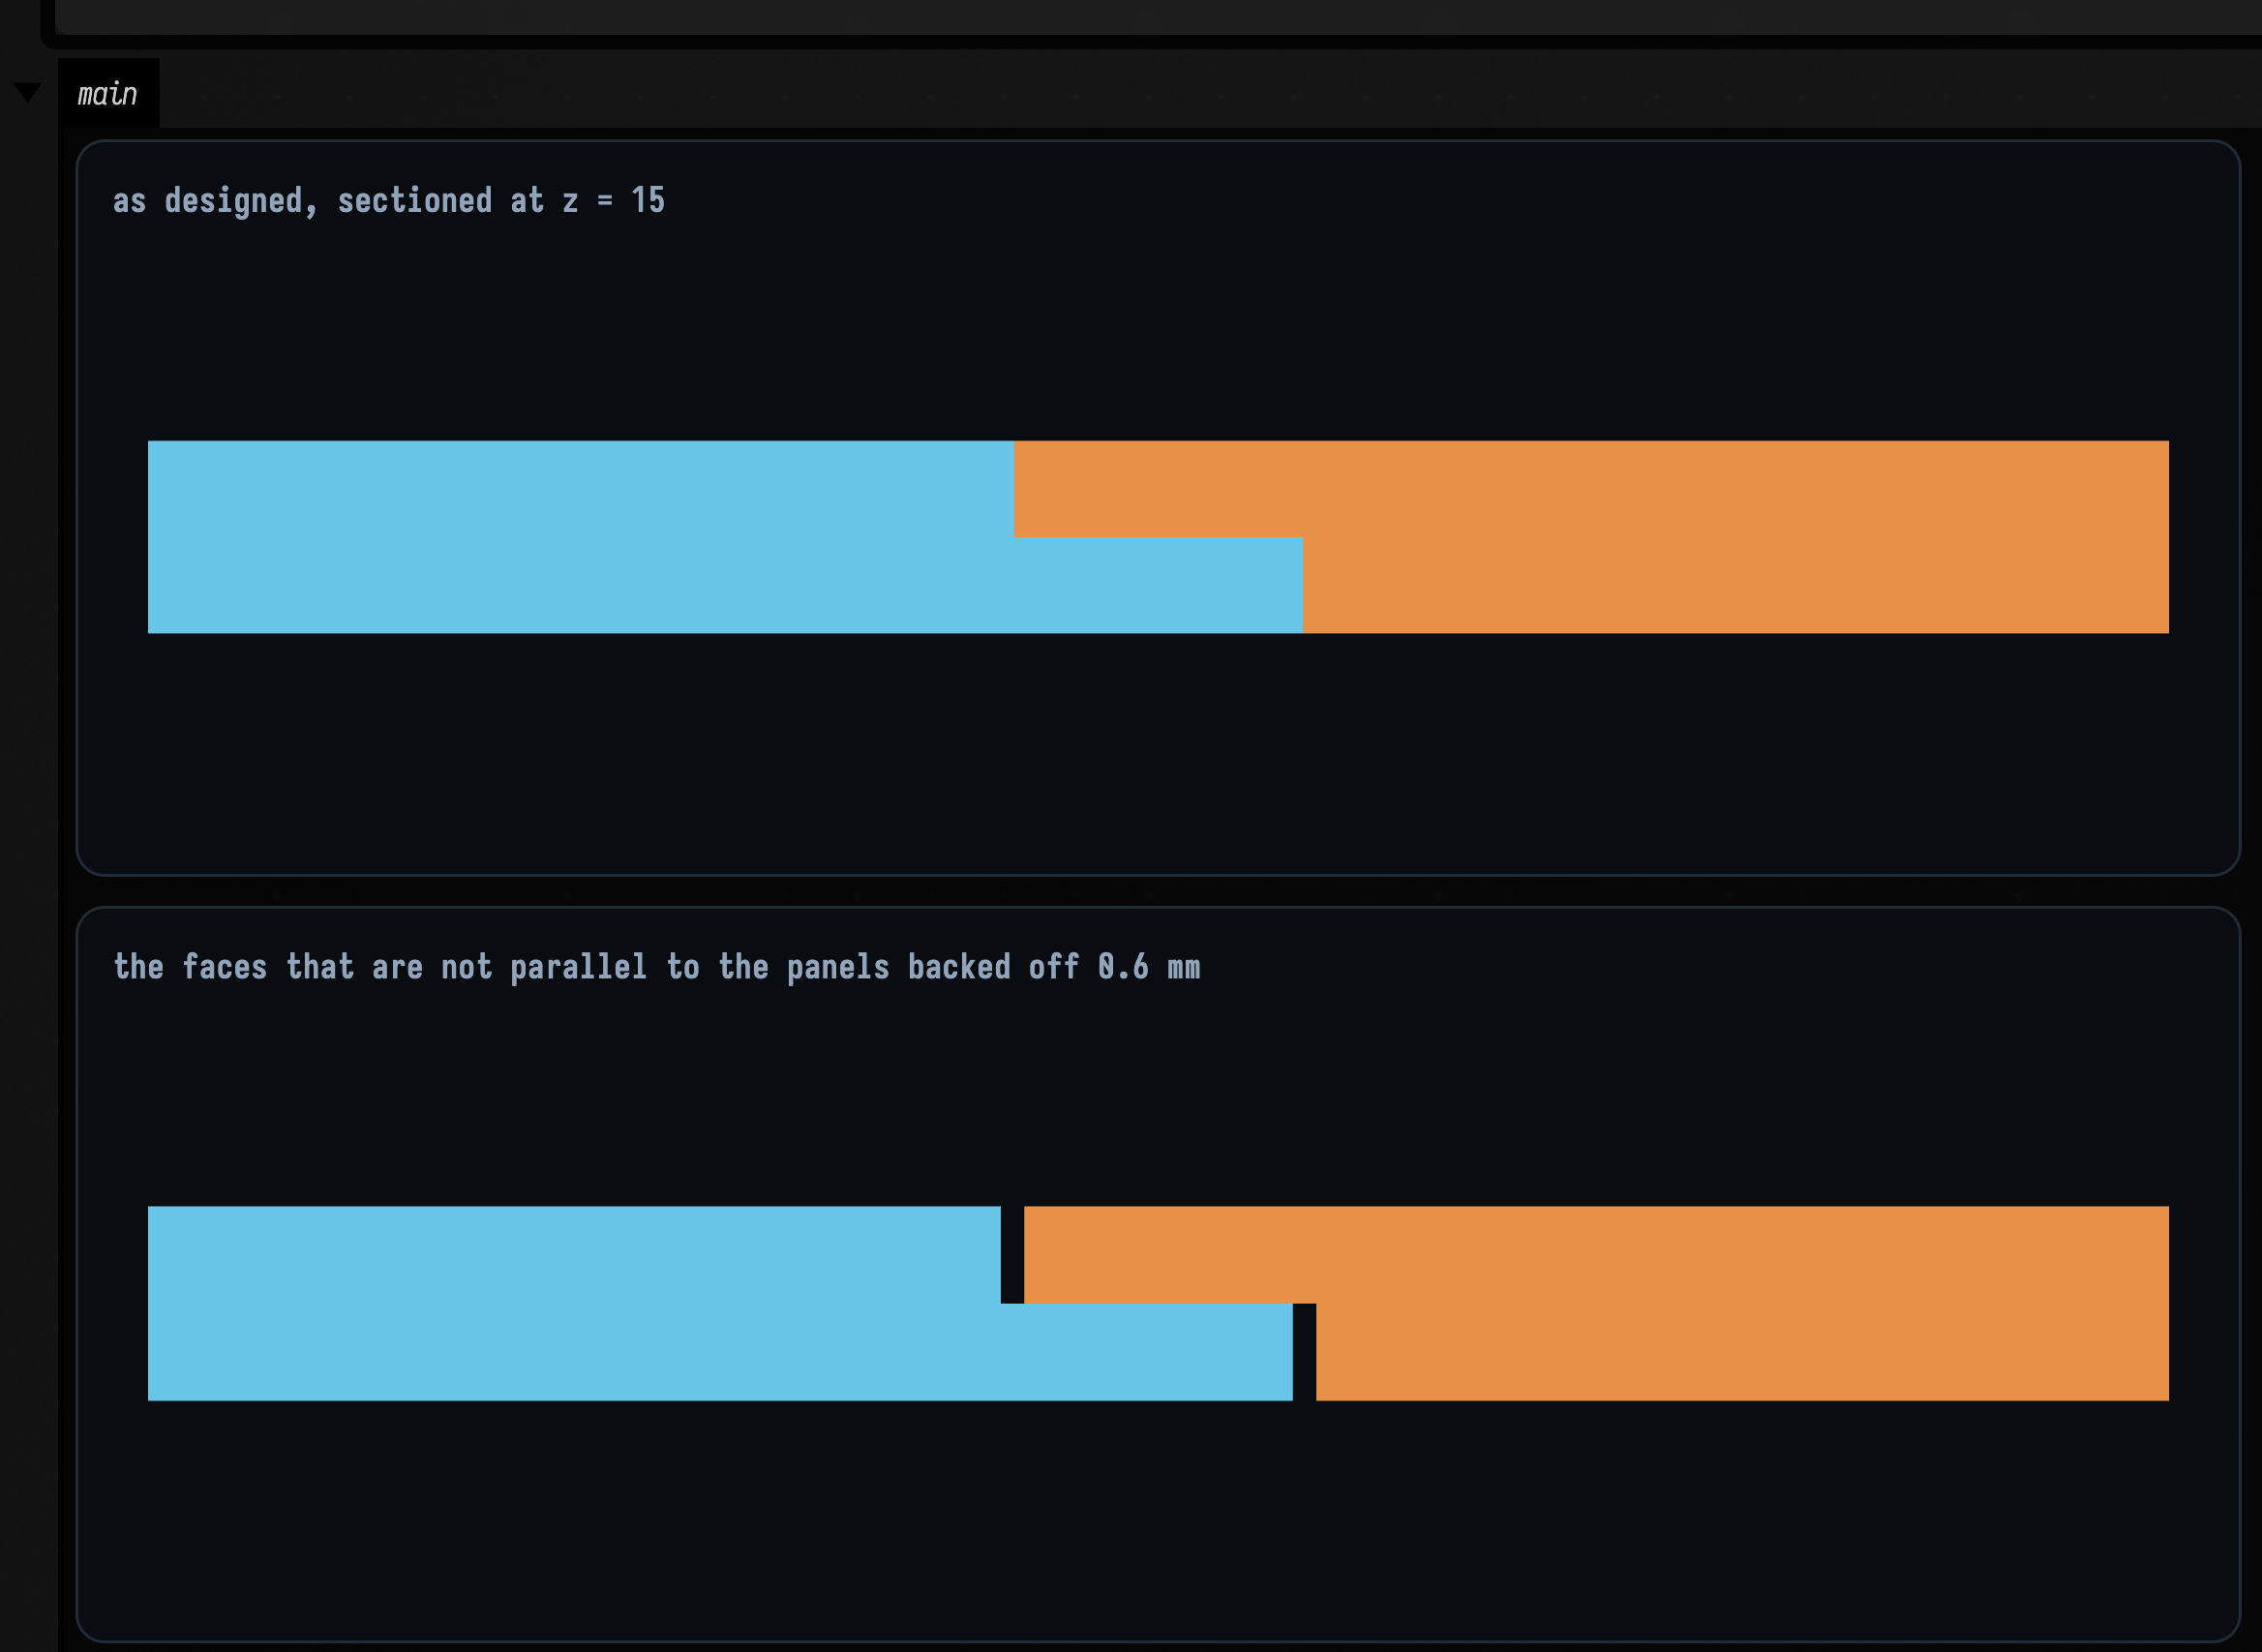 main
as designed, sectioned at z = 15
the faces that are not parallel to the panels backed off 0.6 mm